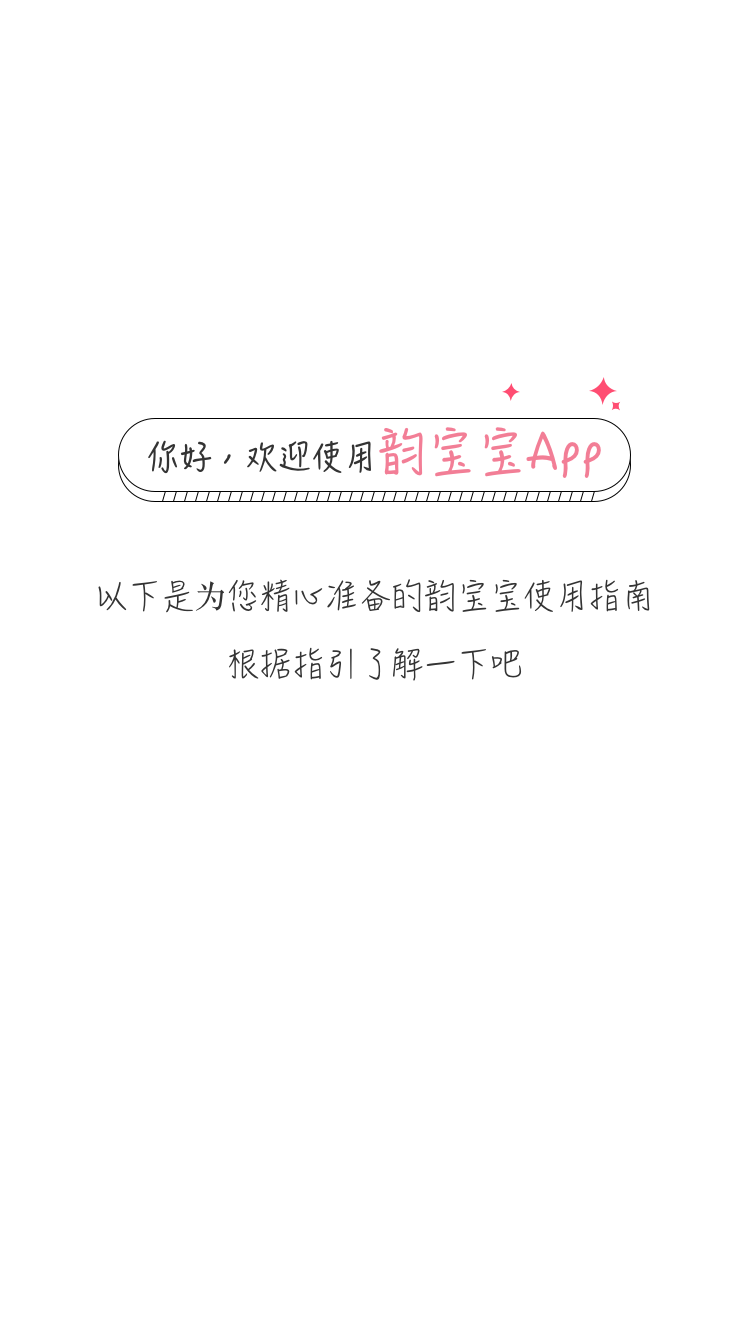 你好，欢迎使用韵宝宝App
以下是为您精心准备的韵宝宝使用指南
根据指引了解一下吧